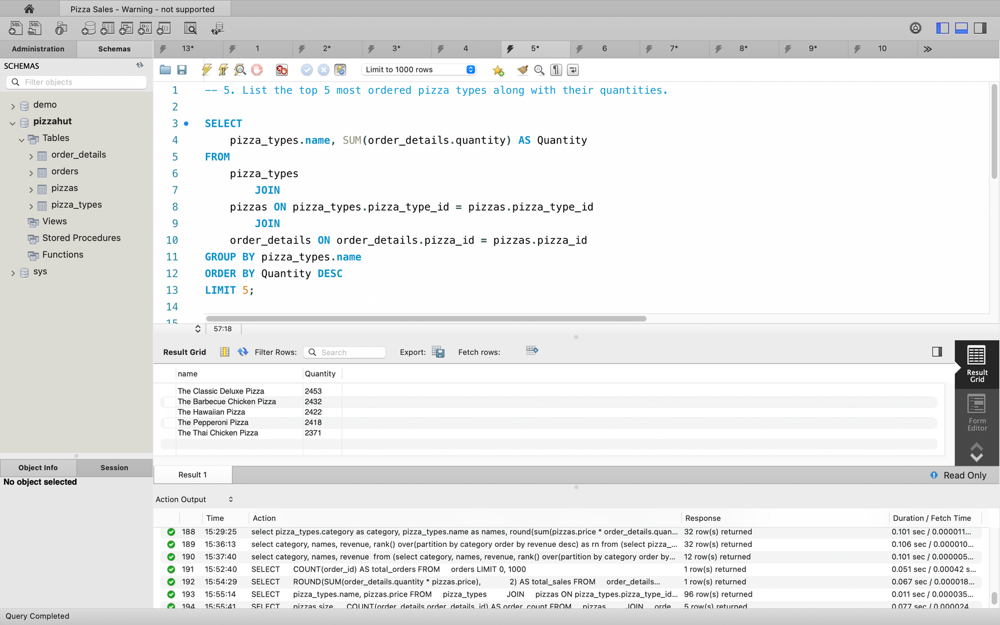 Pizza Sales - Warning - not supported
SQL SQL
Administration Schemas 13* 1 2* 3* 4 5* 6 7* 8* 9* 10
SCHEMAS
Filter objects
Limit to 1000 rows
demo
pizzahut
Tables
order_details
orders
pizzas
pizza_types
Views
Stored Procedures
Functions
sys
1 -- 5. List the top 5 most ordered pizza types along with their quantities.
2
3 SELECT
4 pizza_types.name, SUM(order_details.quantity) AS Quantity
5 FROM
6 pizza_types
7 JOIN
8 pizzas ON pizza_types.pizza_type_id = pizzas.pizza_type_id
9 JOIN
10 order_details ON order_details.pizza_id = pizzas.pizza_id
11 GROUP BY pizza_types.name
12 ORDER BY Quantity DESC
13 LIMIT 5;
14
15
57:18
Result Grid Filter Rows: Search Export: Fetch rows:
name Quantity
The Classic Deluxe Pizza 2453
The Barbecue Chicken Pizza 2432
The Hawaiian Pizza 2422
The Pepperoni Pizza 2418
The Thai Chicken Pizza 2371
Result
Grid
Form
Editor
Object Info Session
No object selected
Result 1 Read Only
Action Output
Time Action Response Duration / Fetch Time
188 15:29:25 select pizza_types.category as category, pizza_types.name as names, round(sum(pizzas.price * order_details.quan... 32 row(s) returned 0.101 sec / 0.000011...
189 15:36:13 select category, names, revenue, rank() over(partition by category order by revenue desc) as rn from (select pizza_... 32 row(s) returned 0.106 sec / 0.000010...
190 15:37:40 select category, names, revenue from (select category, names, revenue, rank() over(partition by category order by... 12 row(s) returned 0.101 sec / 0.000005...
191 15:52:40 SELECT COUNT(order_id) AS total_orders FROM orders LIMIT 0, 1000 1 row(s) returned 0.051 sec / 0.00042 s...
192 15:54:29 SELECT ROUND(SUM(order_details.quantity * pizzas.price), 2) AS total_sales FROM order_details... 1 row(s) returned 0.067 sec / 0.000018...
193 15:55:14 SELECT pizza_types.name, pizzas.price FROM pizza_types JOIN pizzas ON pizza_types.pizza_type_id... 96 row(s) returned 0.011 sec / 0.000035...
194 15:55:41 SELECT pizzas.size, COUNT(order_details.order_details_id) AS order_count FROM pizzas JOIN orde... 5 row(s) returned 0.077 sec / 0.000024...
Query Completed